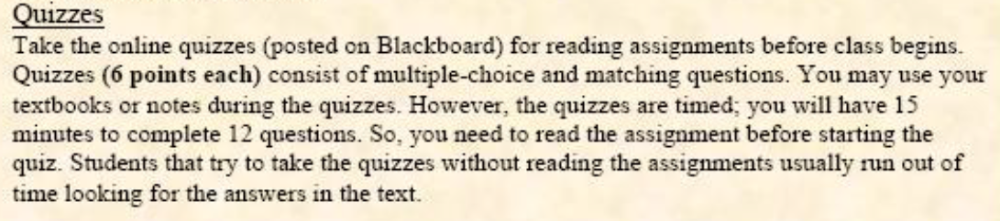 Quizzes
Take the online quizzes (posted on Blackboard) for reading assignments before class begins.
Quizzes (6 points each) consist of multiple-choice and matching questions. You may use your
textbooks or notes during the quizzes. However, the quizzes are timed; you will have 15
minutes to complete 12 questions. So, you need to read the assignment before starting the
quiz. Students that try to take the quizzes without reading the assignments usually run out of
time looking for the answers in the text.